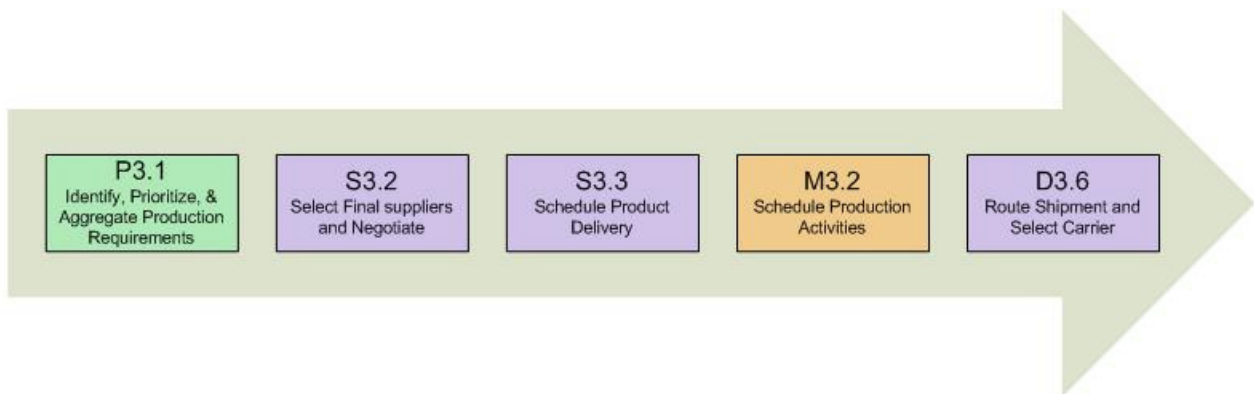 P3.1
Identify, Prioritize, &
Aggregate Production
Requirements
S3.2
Select Final suppliers
and Negotiate
S3.3
Schedule Product
Delivery
M3.2
Schedule Production
Activities
D3.6
Route Shipment and
Select Carrier